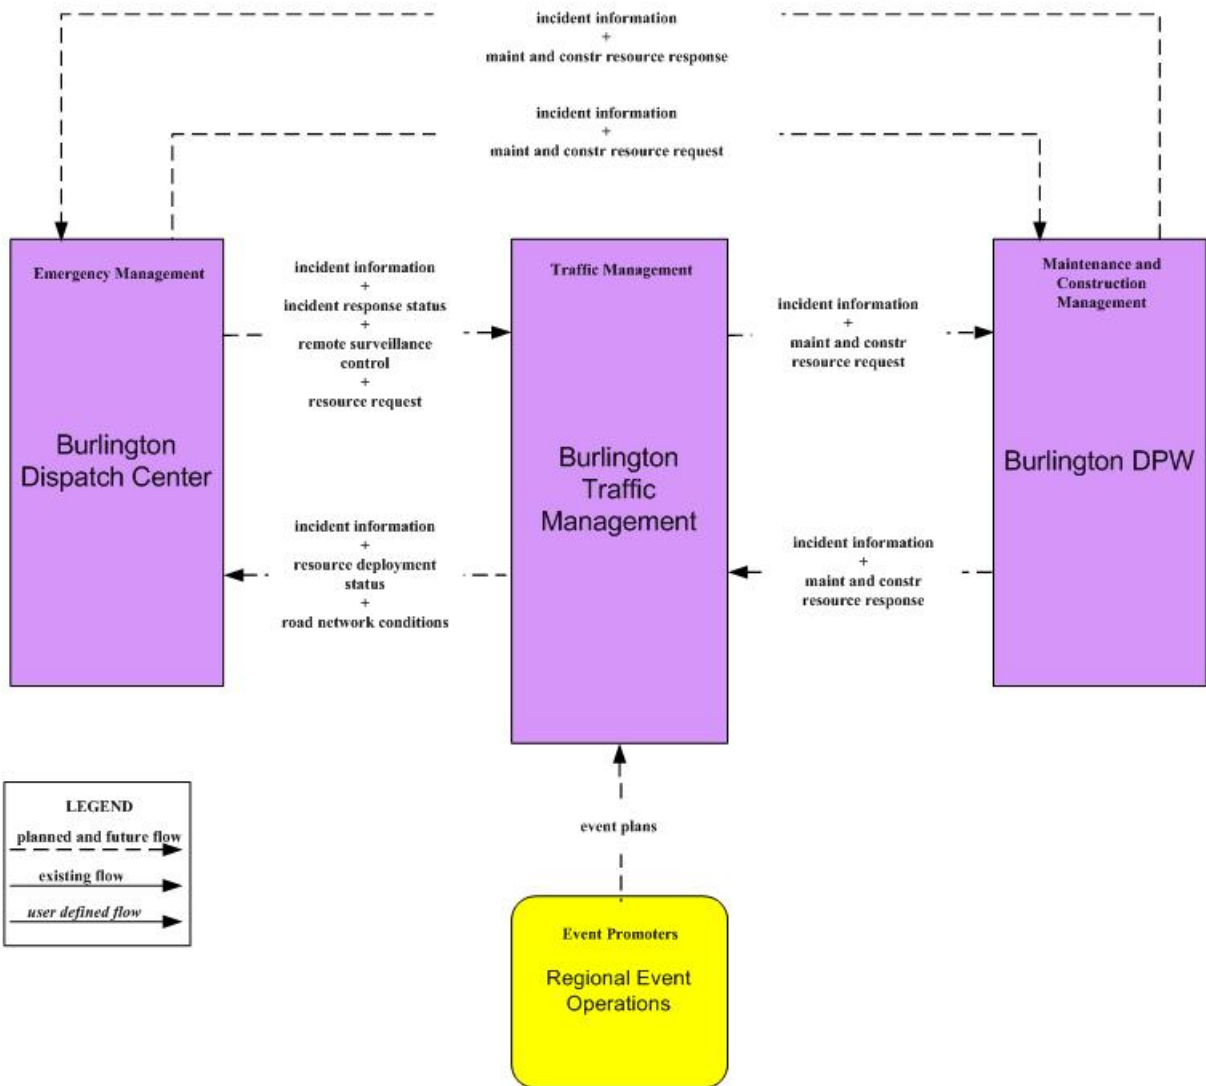 incident information
+
maint and constr resource response
incident information
+
maint and constr resource request
Emergency Management
Burlington
Dispatch Center
incident information
+
incident response status
+
remote surveillance
control
+
resource request
incident information
+
resource deployment
status
+
road network conditions
Traffic Management
Burlington
Traffic
Management
incident information
+
maint and constr
resource request
incident information
+
maint and constr
resource response
Maintenance and
Construction
Management
Burlington DPW
event plans
Event Promoters
Regional Event
Operations
LEGEND
planned and future flow
existing flow
user defined flow